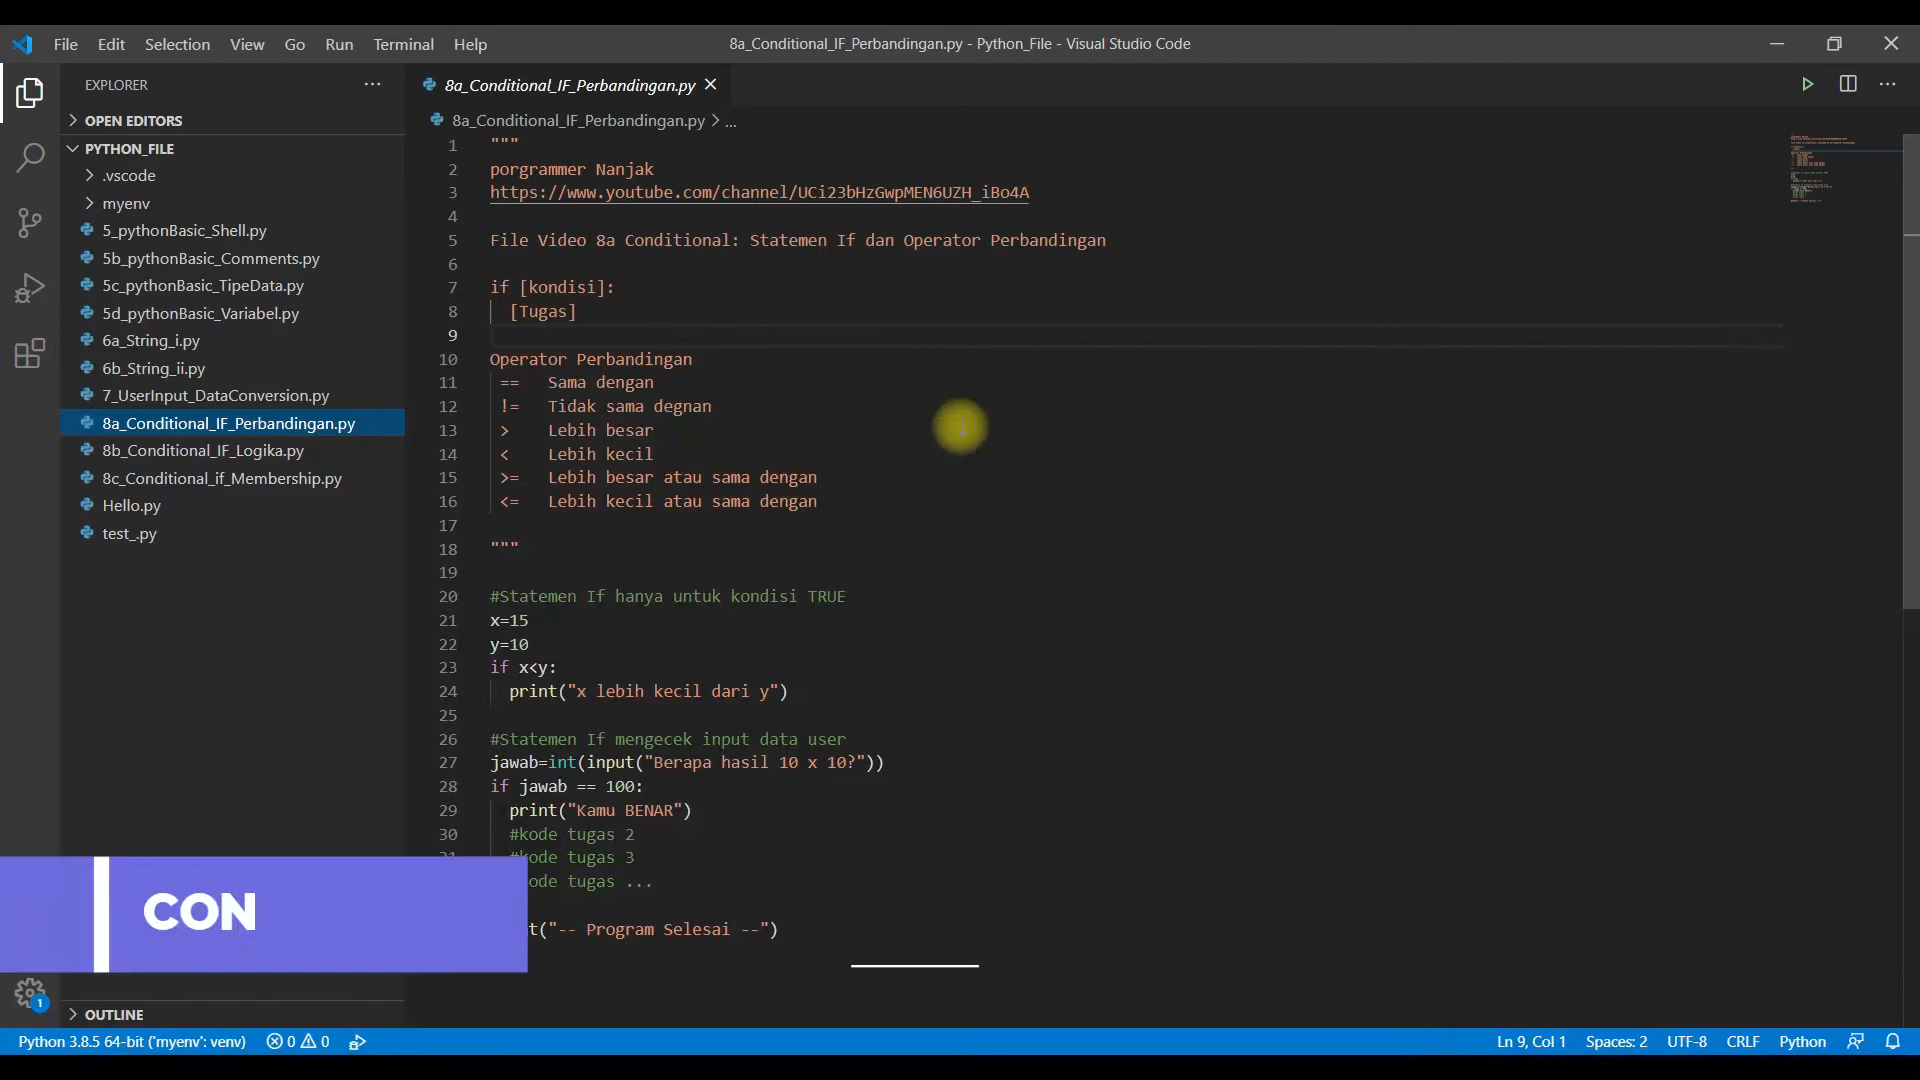 File Edit Selection View Go Run Terminal Help
8a_Conditional_IF_Perbandingan.py - Python_File - Visual Studio Code
EXPLORER
OPEN EDITORS
PYTHON_FILE
.vscode
myenv
5_pythonBasic_Shell.py
5b_pythonBasic_Comments.py
5c_pythonBasic_TipeData.py
5d_pythonBasic_Variabel.py
6a_String_i.py
6b_String_ii.py
7_UserInput_DataConversion.py
8a_Conditional_IF_Perbandingan.py
8b_Conditional_IF_Logika.py
8c_Conditional_if_Membership.py
Hello.py
test_.py
OUTLINE
8a_Conditional_IF_Perbandingan.py
8a_Conditional_IF_Perbandingan.py > ...
1 """
2 porgrammer Nanjak
3 https://www.youtube.com/channel/UCi23bHzGwpMEN6UZH_iBo4A
4
5 File Video 8a Conditional: Statemen If dan Operator Perbandingan
6
7 if [kondisi]:
8 [Tugas]
9
10 Operator Perbandingan
11 == Sama dengan
12 != Tidak sama degnan
13 > Lebih besar
14 < Lebih kecil
15 >= Lebih besar atau sama dengan
16 <= Lebih kecil atau sama dengan
17
18 """
19
20 #Statemen If hanya untuk kondisi TRUE
21 x=15
22 y=10
23 if x<y:
24 print("x lebih kecil dari y")
25
26 #Statemen If mengecek input data user
27 jawab=int(input("Berapa hasil 10 x 10?"))
28 if jawab == 100:
29 print("Kamu BENAR")
30 #kode tugas 2
#kode tugas 3
ode tugas ...
t("-- Program Selesai --")
CON
1
Python 3.8.5 64-bit ('myenv': venv) 0 0
Ln 9, Col 1 Spaces: 2 UTF-8 CRLF Python